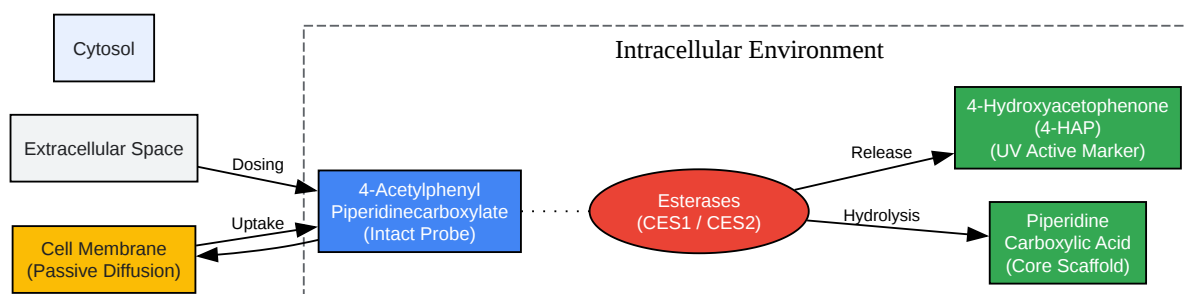 Cytosol
Intracellular Environment
Extracellular Space
Dosing
Uptake
Cell Membrane
(Passive Diffusion)
4-Acetylphenyl
Piperidinecarboxylate
(Intact Probe)
Esterases
(CES1 / CES2)
Release
Hydrolysis
4-Hydroxyacetophenone
(4-HAP)
(UV Active Marker)
Piperidine
Carboxylic Acid
(Core Scaffold)